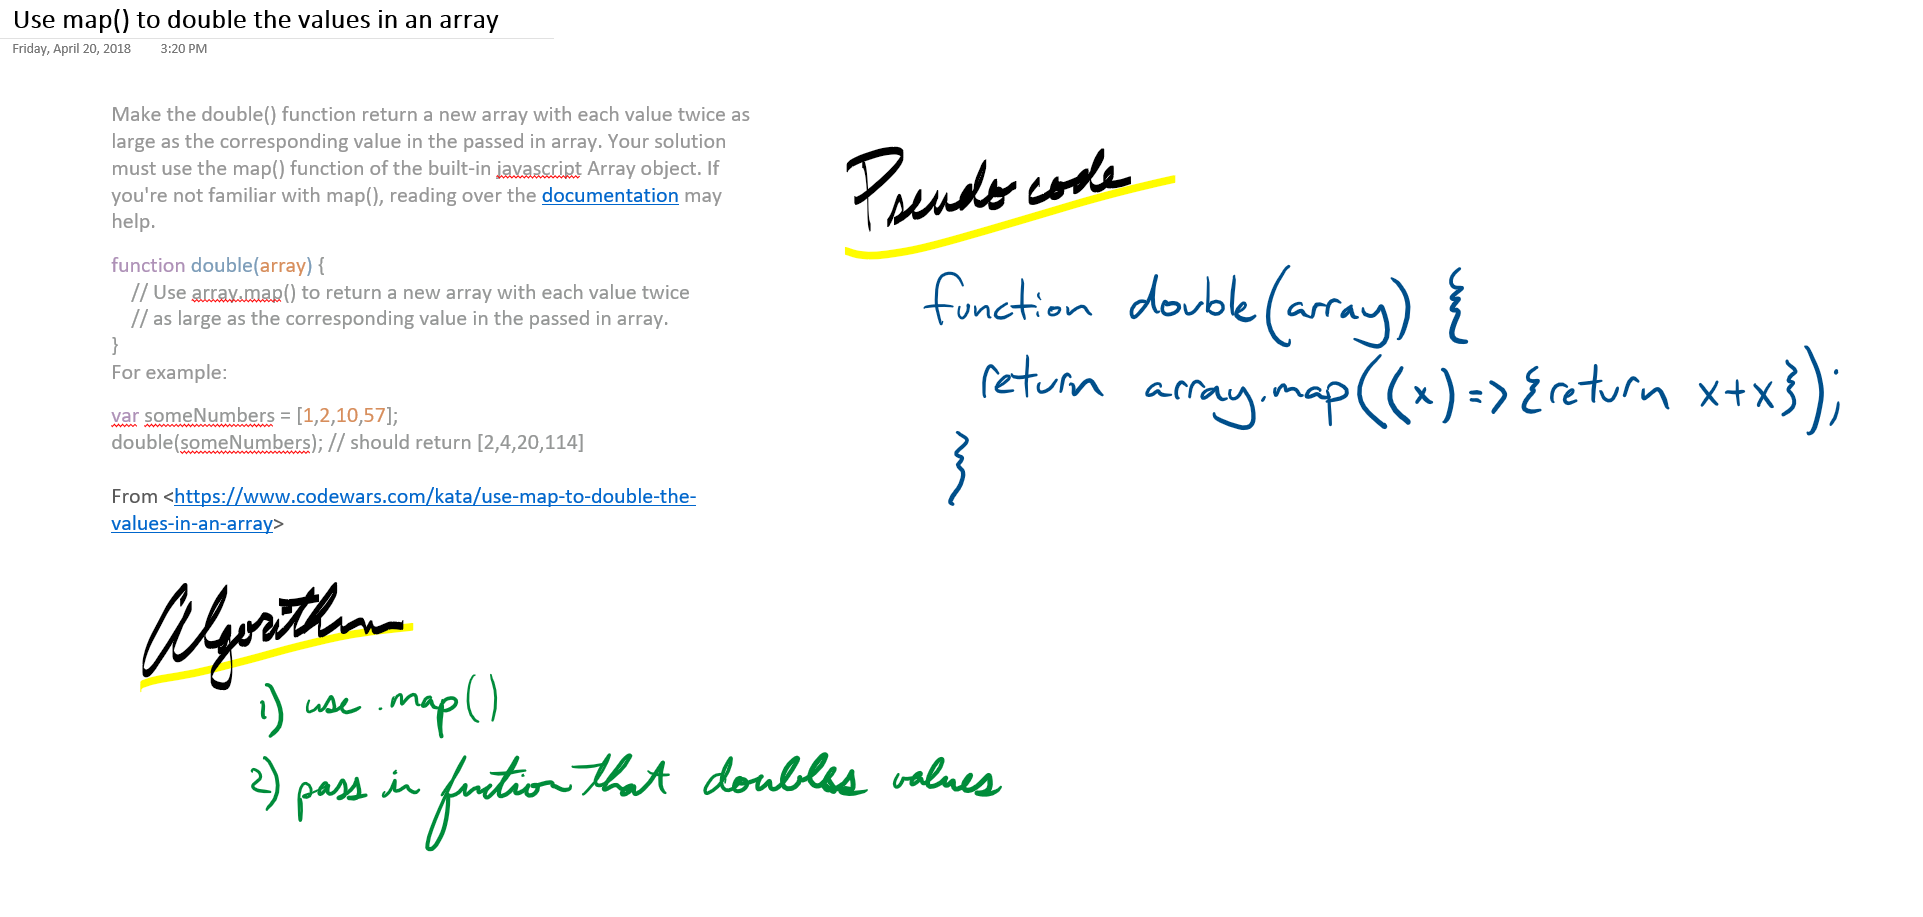 Use map() to double the values in an array
Friday, April 20, 2018 3:20 PM
Make the double() function return a new array with each value twice as
large as the corresponding value in the passed in array. Your solution
must use the map() function of the built-in javascript Array object. If
you're not familiar with map(), reading over the documentation may
help.
function double(array) {
// Use array.map() to return a new array with each value twice
// as large as the corresponding value in the passed in array.
}
For example:
var someNumbers = [1,2,10,57];
double(someNumbers); // should return [2,4,20,114]
From <https://www.codewars.com/kata/use-map-to-double-the-
values-in-an-array>
Algorithm
1) use .map()
2) pass in function that doubles values
Pseudo code
function double(array) {
return array.map((x) => {return x+x});
}